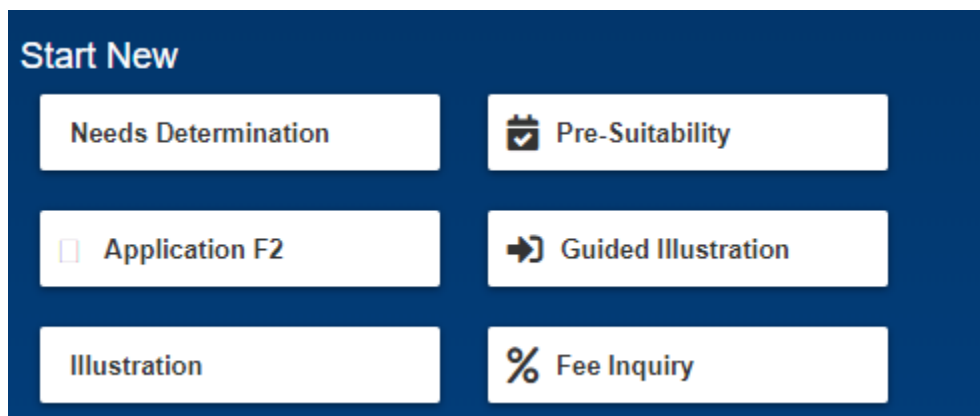 Start New
Needs Determination
Pre-Suitability
Application F2
Guided Illustration
Illustration
% Fee Inquiry